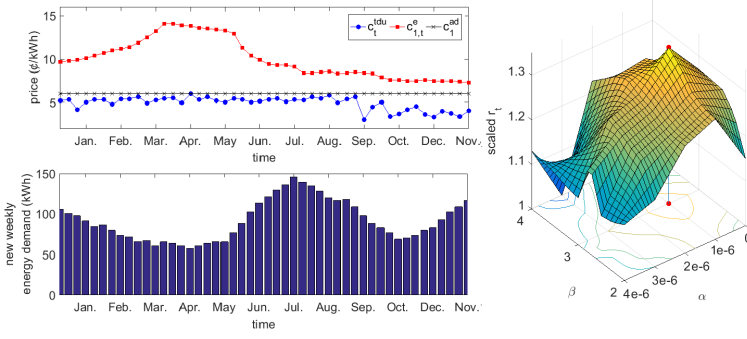 15
10
5
price (¢/kWh)
c_t^tdu c_1,t^e c_1^ad
Jan. Feb. Mar. Apr. May Jun. Jul. Aug. Sep. Oct. Dec. Nov.
time
150
100
50
0
new weekly
energy demand (kWh)
Jan. Feb. Mar. Apr. May Jun. Jul. Aug. Sep. Oct. Dec. Nov.
time
scaled r_t
1.3
1.2
1.1
1
4
3
2
β
4e-6
3e-6
2e-6
1e-6
0
α